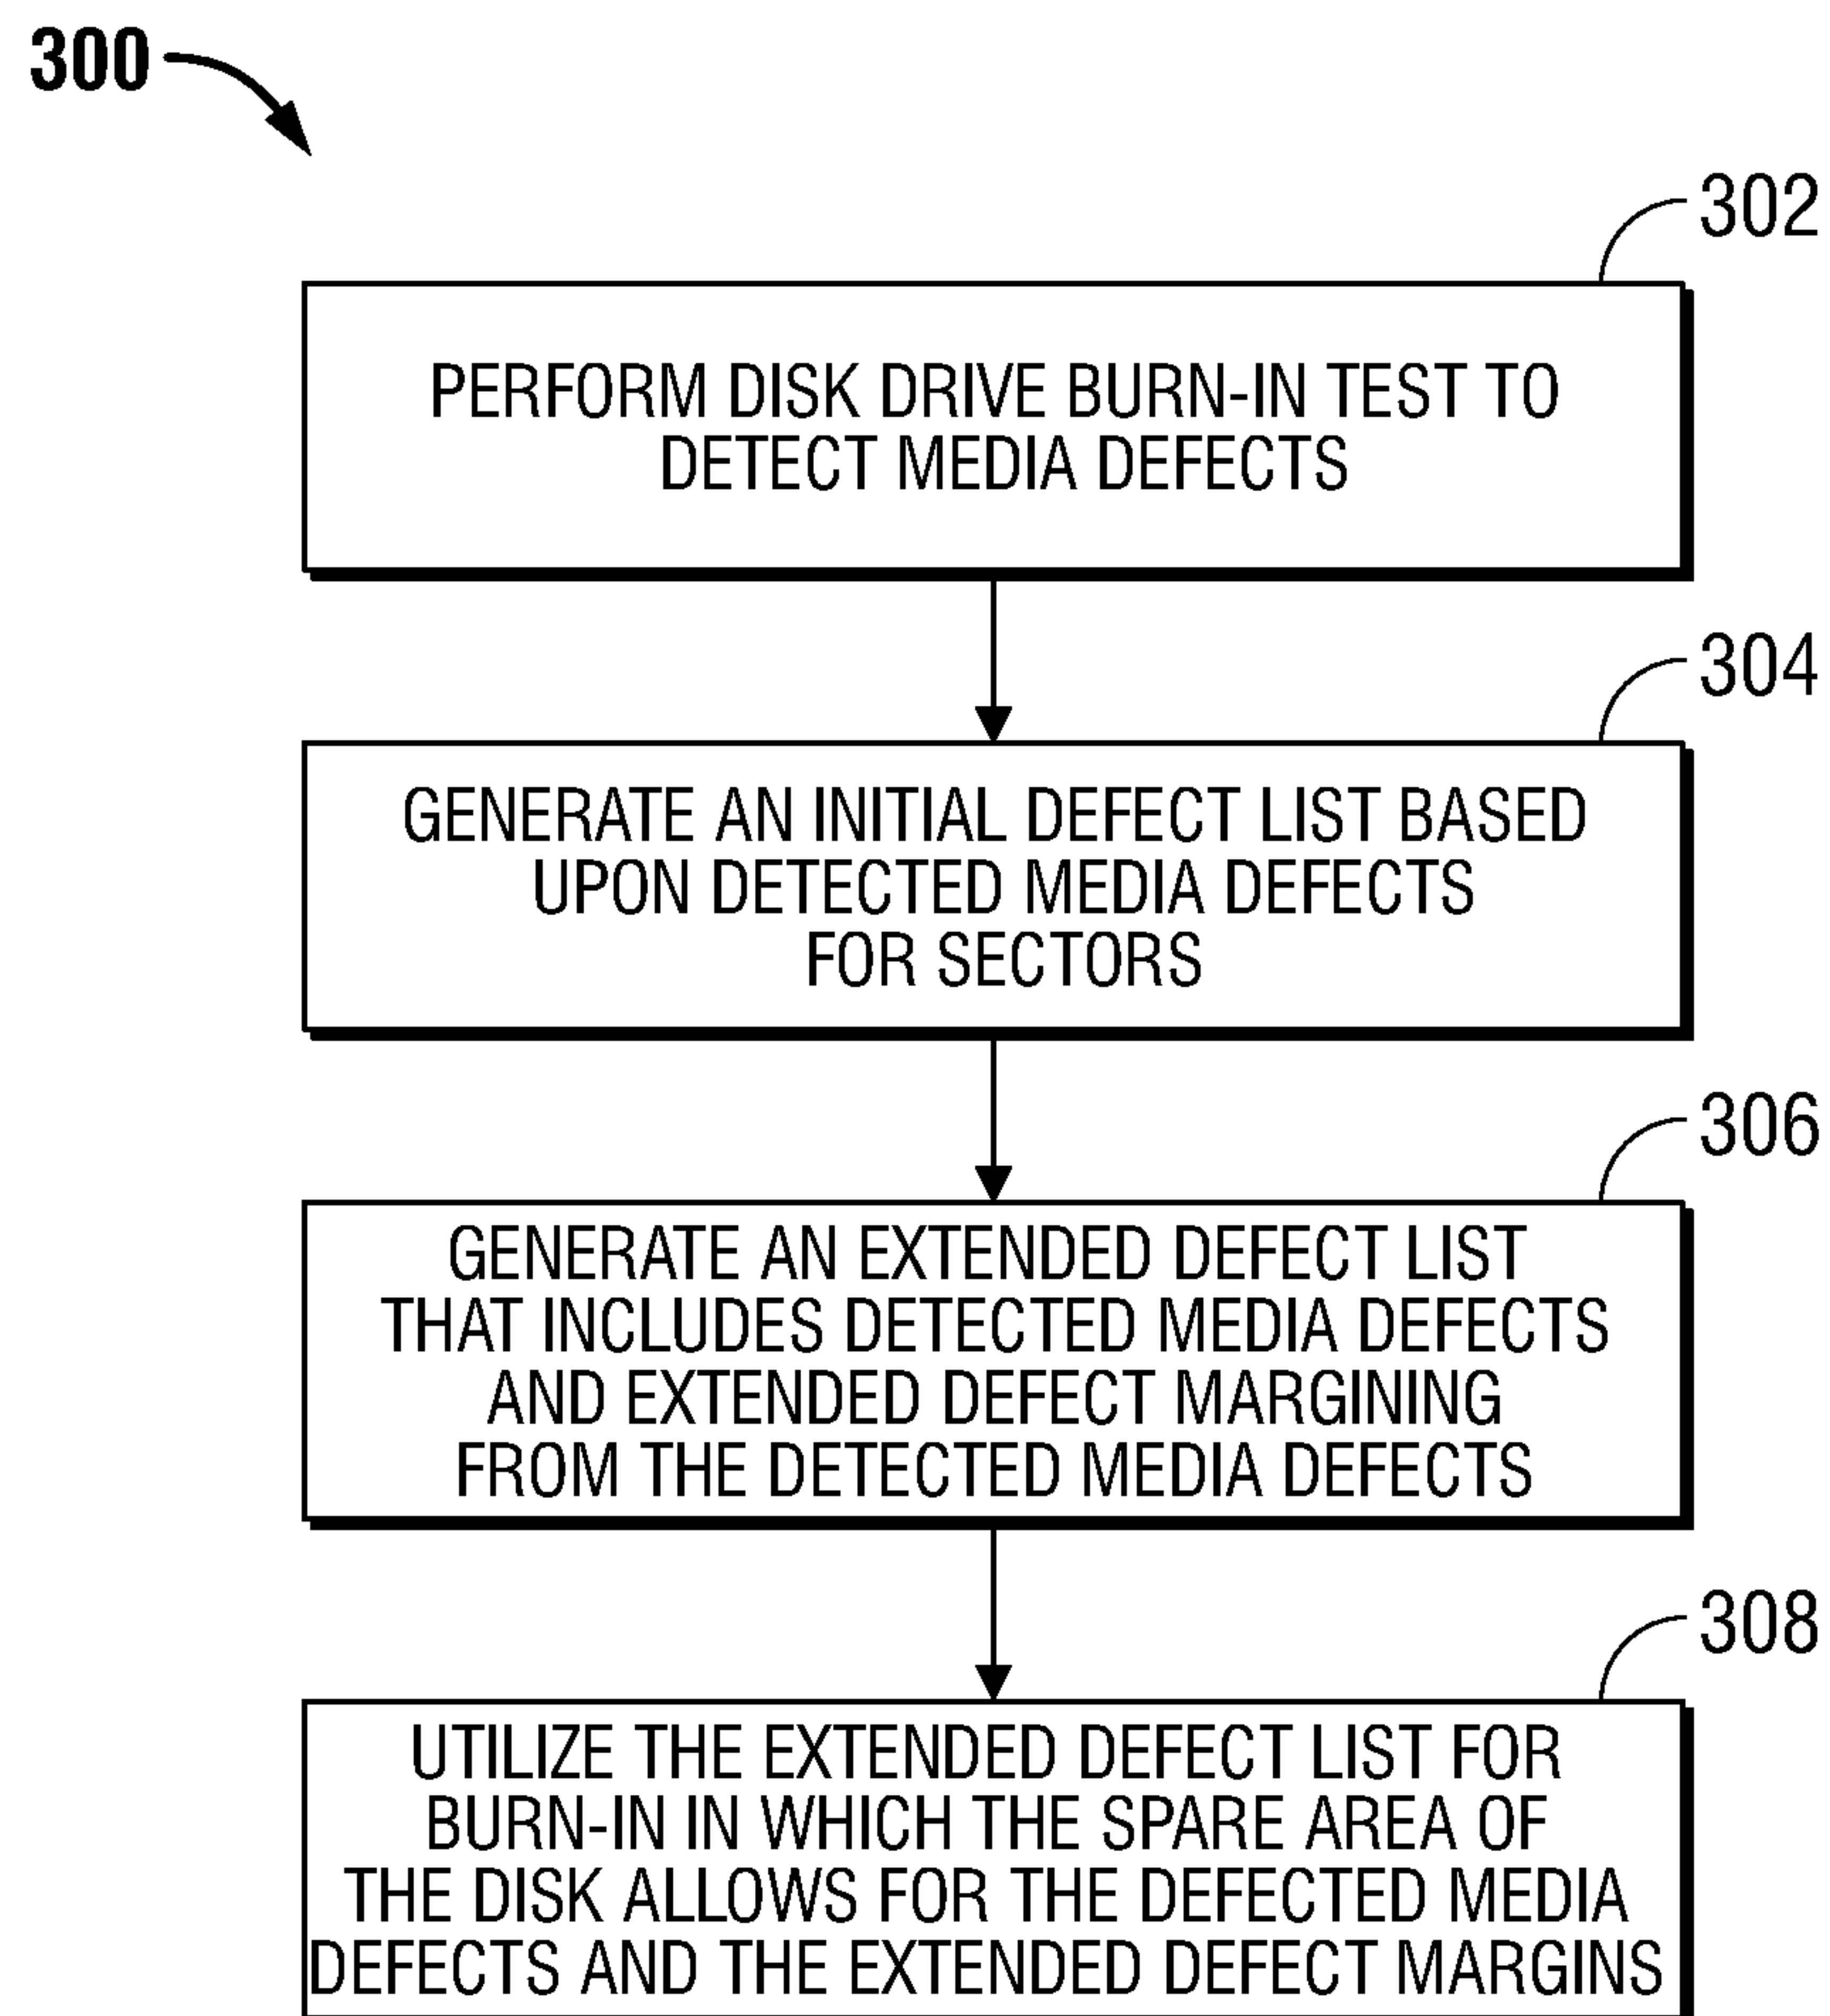 300
302
PERFORM DISK DRIVE BURN-IN TEST TO
DETECT MEDIA DEFECTS
304
GENERATE AN INITIAL DEFECT LIST BASED
UPON DETECTED MEDIA DEFECTS
FOR SECTORS
306
GENERATE AN EXTENDED DEFECT LIST
THAT INCLUDES DETECTED MEDIA DEFECTS
AND EXTENDED DEFECT MARGINING
FROM THE DETECTED MEDIA DEFECTS
308
UTILIZE THE EXTENDED DEFECT LIST FOR
BURN-IN IN WHICH THE SPARE AREA OF
THE DISK ALLOWS FOR THE DEFECTED MEDIA
DEFECTS AND THE EXTENDED DEFECT MARGINS